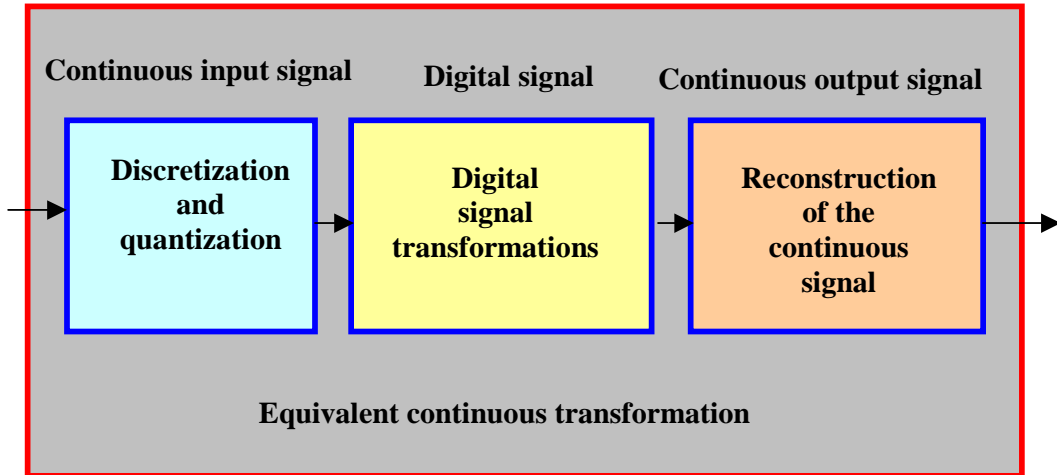 Continuous input signal
Digital signal
Continuous output signal
Discretization
and
quantization
Digital
signal
transformations
Reconstruction
of the
continuous
signal
Equivalent continuous transformation